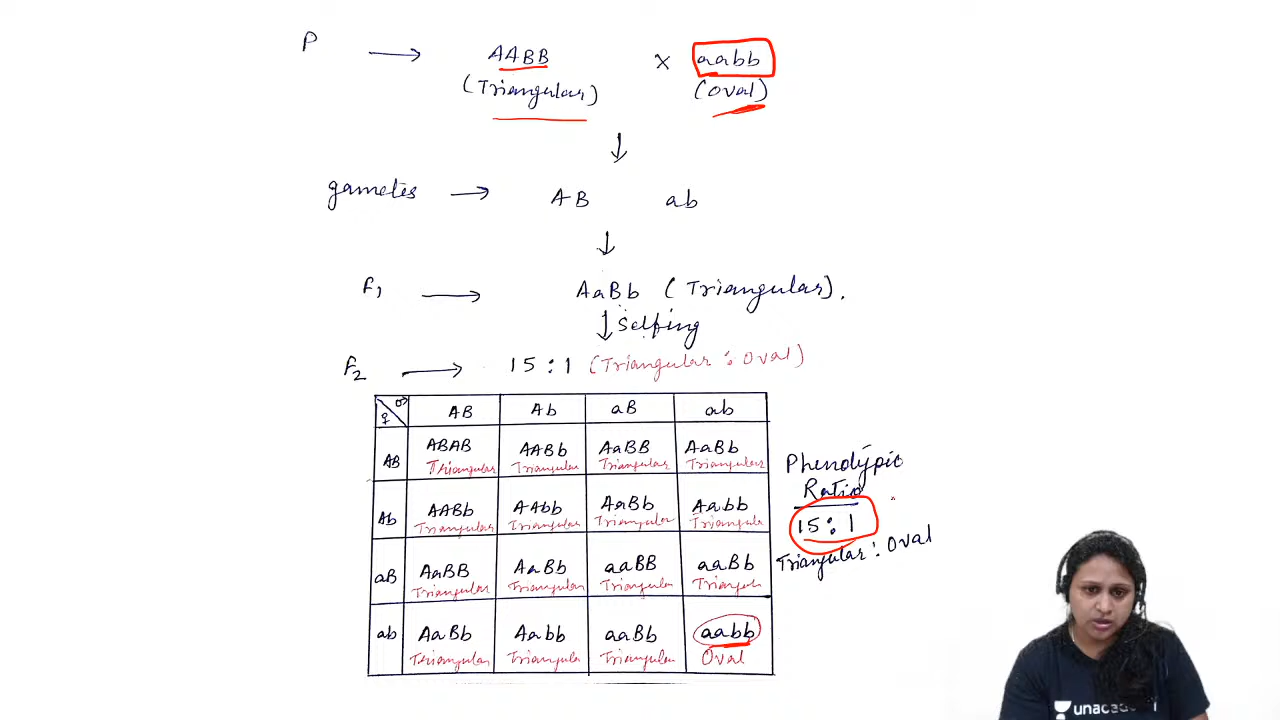 P → AABB x aabb
(Triangular) (Oval)
↓
gametes → AB ab
↓
F1 → AaBb (Triangular).
↓ Selfing
F2 → 15:1 (Triangular : Oval)
♀ ♂ AB Ab aB ab
AB ABAB AABb AaBB AaBb
Triangular Triangular Triangular Triangular
Ab AABb AAbb AaBb Aabb
Triangular Triangular Triangular Triangular
aB AaBB AaBb aaBB aaBb
Triangular Triangular Triangular Triangul
ab AaBb Aabb aaBb aabb
Triangular Triangular Triangular Oval
Phenotypic
Ratio
15:1
Triangular : Oval
unacademy